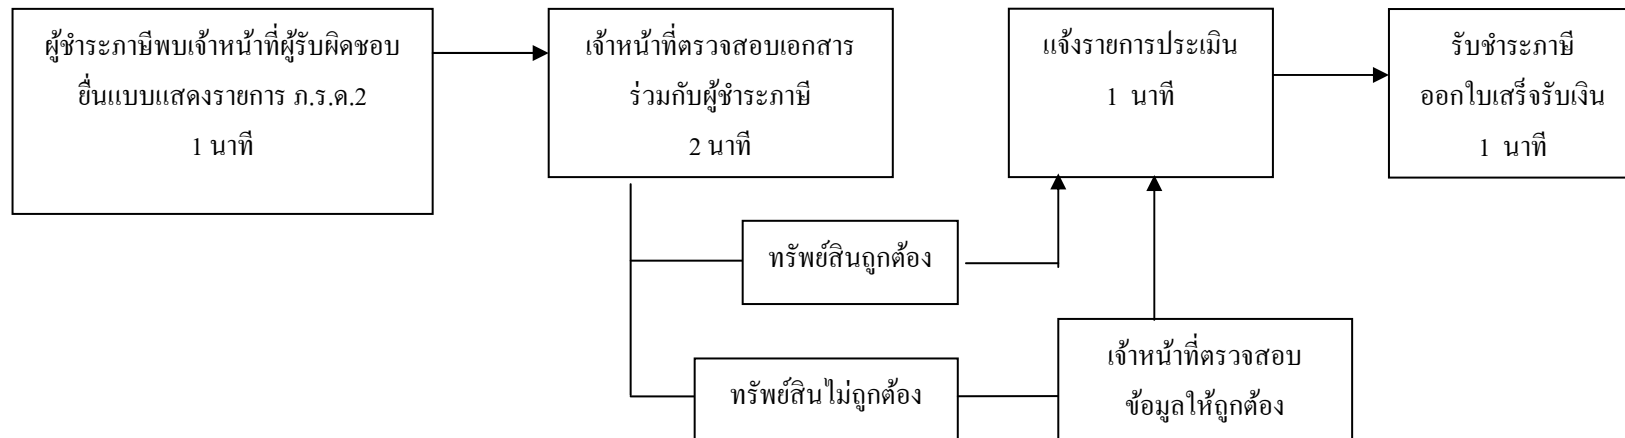 ผู้ชำระภาษีพบเจ้าหน้าที่ผู้รับผิดชอบ
ยื่นแบบแสดงรายการ ภ.ร.ด.2
1 นาที
เจ้าหน้าที่ตรวจสอบเอกสาร
ร่วมกับผู้ชำระภาษี
2 นาที
แจ้งรายการประเมิน
1 นาที
รับชำระภาษี
ออกใบเสร็จรับเงิน
1 นาที
ทรัพย์สินถูกต้อง
ทรัพย์สินไม่ถูกต้อง
เจ้าหน้าที่ตรวจสอบ
ข้อมูลให้ถูกต้อง